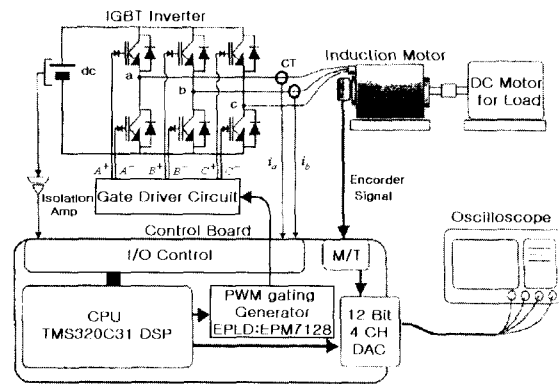 IGBT Inverter
dc
a
b
c
CT
Induction Motor
DC Motor
for Load
A+ A- B+ B- C+ C-
ia
ib
Isolation
Amp
Gate Driver Circuit
Encorder
Signal
Oscilloscope
Control Board
I/O Control
M/T
CPU
TMS320C31 DSP
PWM gating
Generator
EPLD:EPM7128
12 Bit
4 CH
DAC